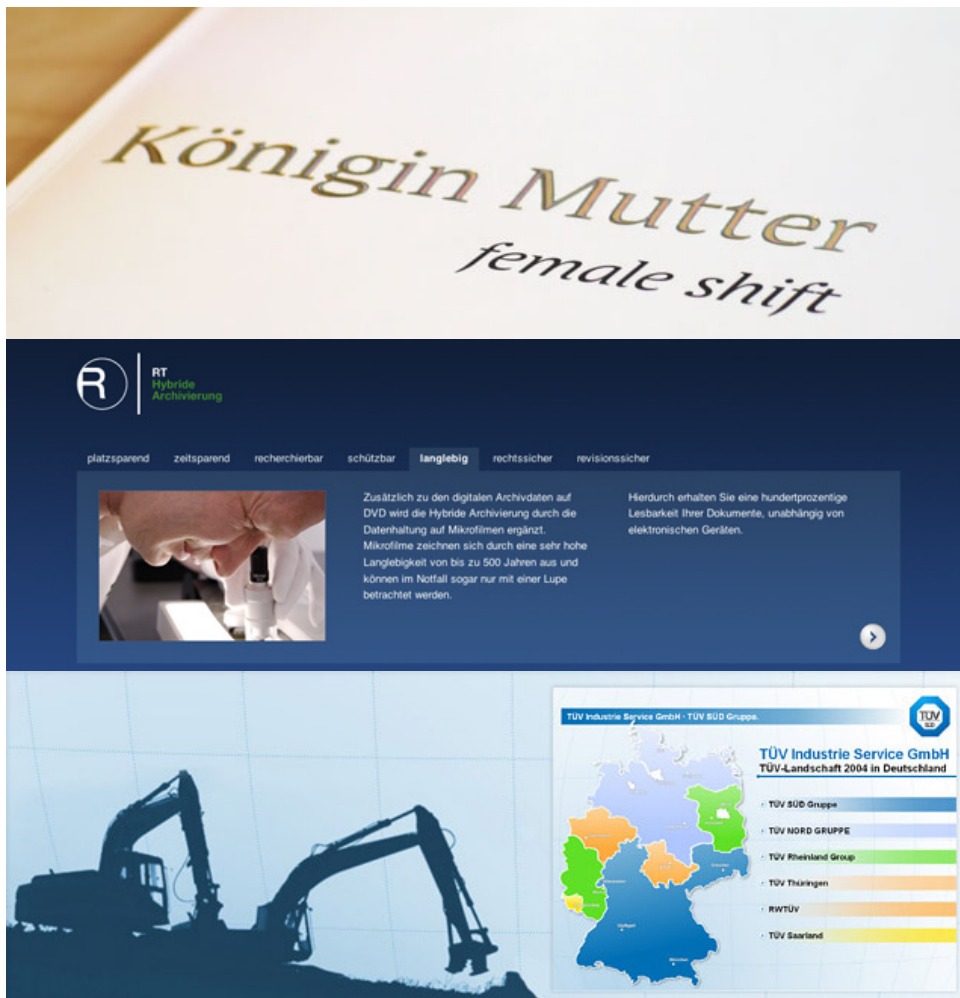 Königin Mutter
female shift
R
RT
Hybride
Archivierung
platzsparend zeitsparend recherchierbar schützbar langlebig rechtssicher revisionssicher
Zusätzlich zu den digitalen Archivdaten auf
DVD wird die Hybride Archivierung durch die
Datenhaltung auf Mikrofilmen ergänzt.
Mikrofilme zeichnen sich durch eine sehr hohe
Langlebigkeit von bis zu 500 Jahren aus und
können im Notfall sogar nur mit einer Lupe
betrachtet werden.
Hierdurch erhalten Sie eine hundertprozentige
Lesbarkeit Ihrer Dokumente, unabhängig von
elektronischen Geräten.
TÜV Industrie Service GmbH · TÜV SÜD Gruppe.
TÜV
SÜD
TÜV Industrie Service GmbH
TÜV-Landschaft 2004 in Deutschland
TÜV SÜD Gruppe
TÜV NORD GRUPPE
TÜV Rheinland Group
TÜV Thüringen
RWTÜV
TÜV Saarland
Stuttgart
München